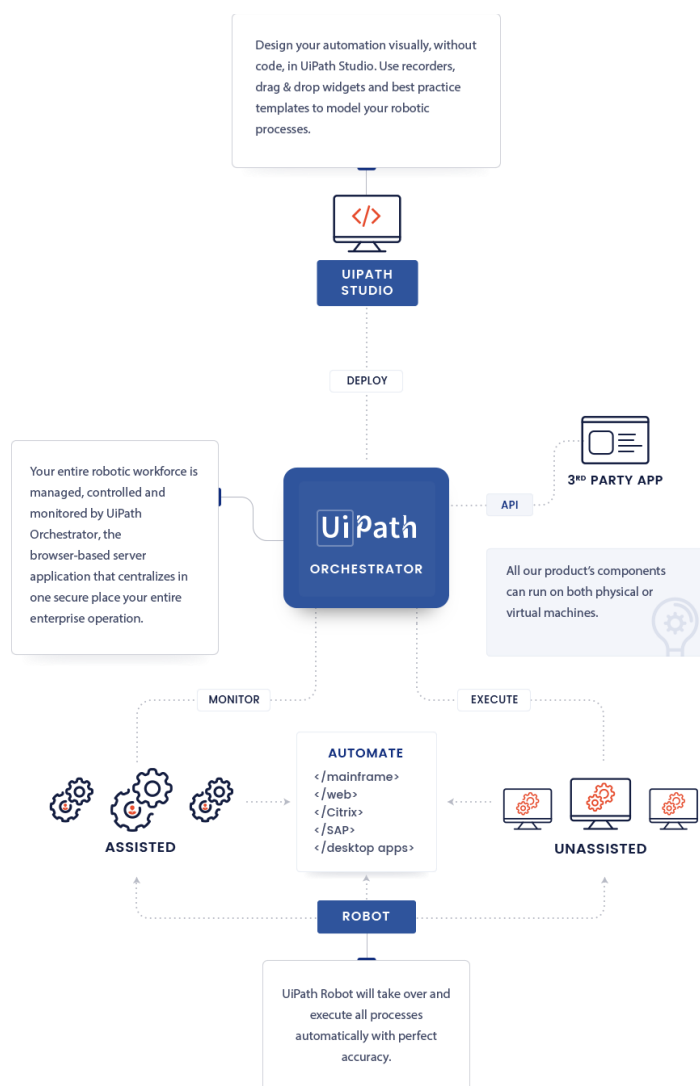 Design your automation visually, without
code, in UiPath Studio. Use recorders,
drag & drop widgets and best practice
templates to model your robotic
processes.
</>
UIPATH
STUDIO
DEPLOY
Your entire robotic workforce is
managed, controlled and
monitored by UiPath
Orchestrator, the
browser-based server
application that centralizes in
one secure place your entire
enterprise operation.
UiPath
ORCHESTRATOR
API
3RD PARTY APP
All our product's components
can run on both physical or
virtual machines.
MONITOR
EXECUTE
ASSISTED
AUTOMATE
</mainframe>
</web>
</Citrix>
</SAP>
</desktop apps>
UNASSISTED
ROBOT
UiPath Robot will take over and
execute all processes
automatically with perfect
accuracy.